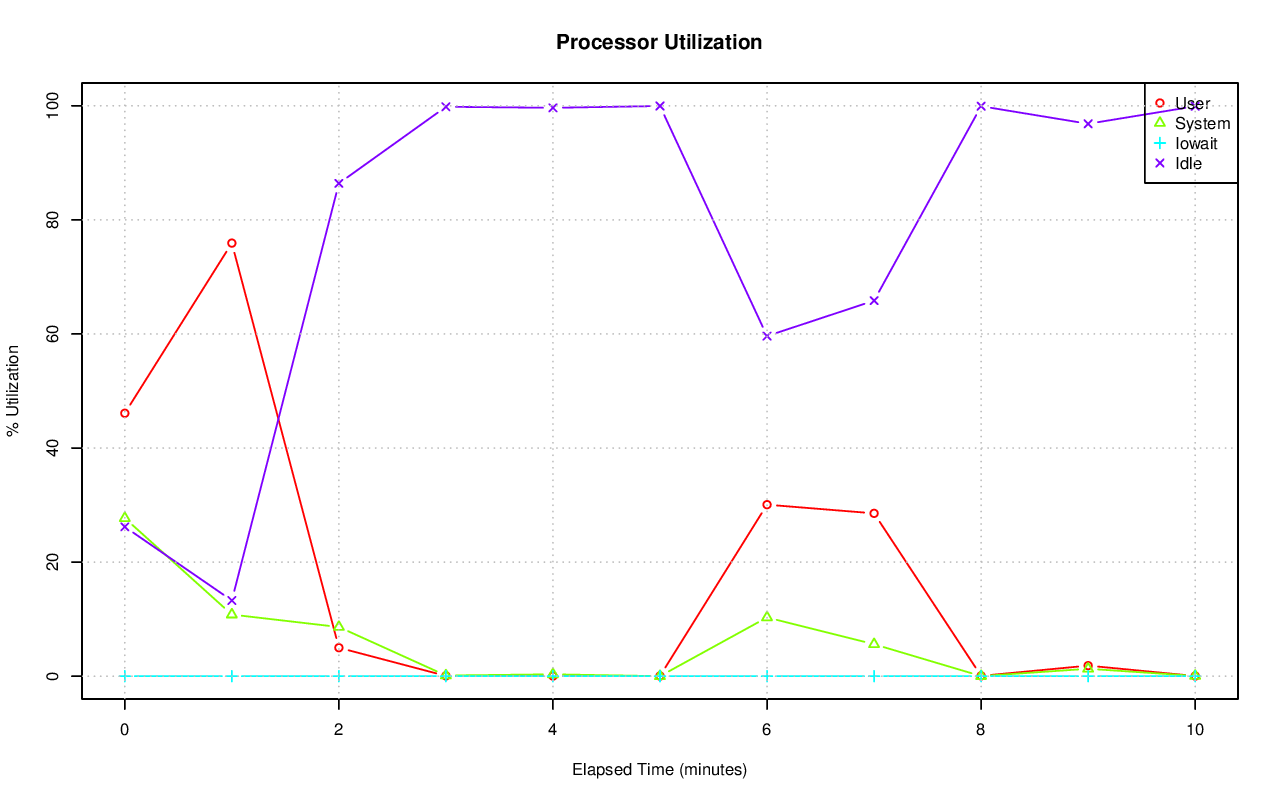 Processor Utilization
% Utilization
100
80
60
40
20
0
User
System
Iowait
Idle
0 2 4 6 8 10
Elapsed Time (minutes)